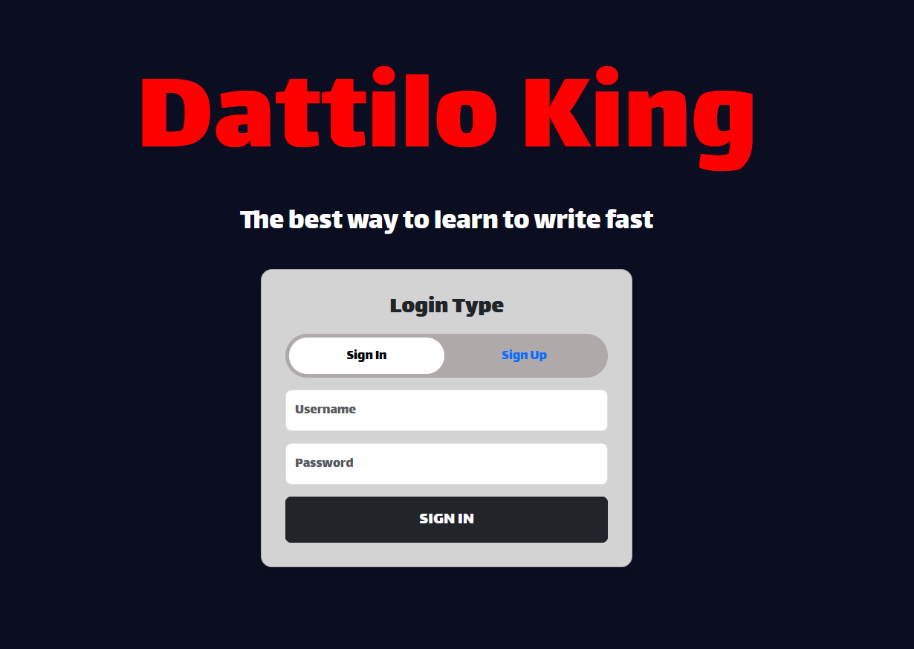 Dattilo King
The best way to learn to write fast
Login Type
Sign In
Sign Up
Username
Password
SIGN IN